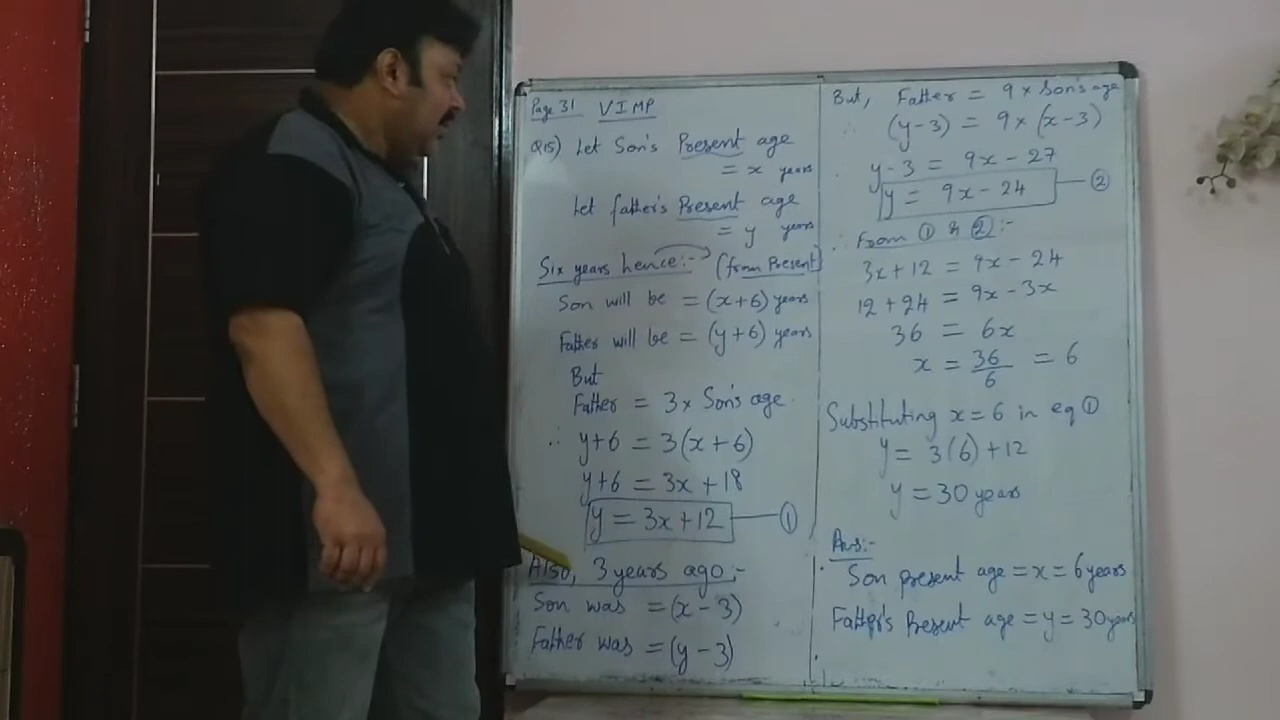 Page 31 VIMP
Q15) Let Son's Present age
= x years
Let father's Present age
= y years
Six years hence:- (from Present)
Son will be = (x+6) years
Father will be = (y+6) years
But
Father = 3 x Son's age
∴ y+6 = 3(x+6)
y+6 = 3x+18
y = 3x+12 — ①
Also, 3 years ago:-
Son was = (x-3)
Father was = (y-3)
But, Father = 9 x Son's age
∴ (y-3) = 9 x (x-3)
y-3 = 9x-27
y = 9x-24 — ②
From ① & ②:-
3x+12 = 9x-24
12+24 = 9x-3x
36 = 6x
x = 36/6 = 6
Substituting x=6 in eq ①
y = 3(6)+12
y = 30 years
Ans:-
Son present age = x = 6 years
Father's Present age = y = 30 years